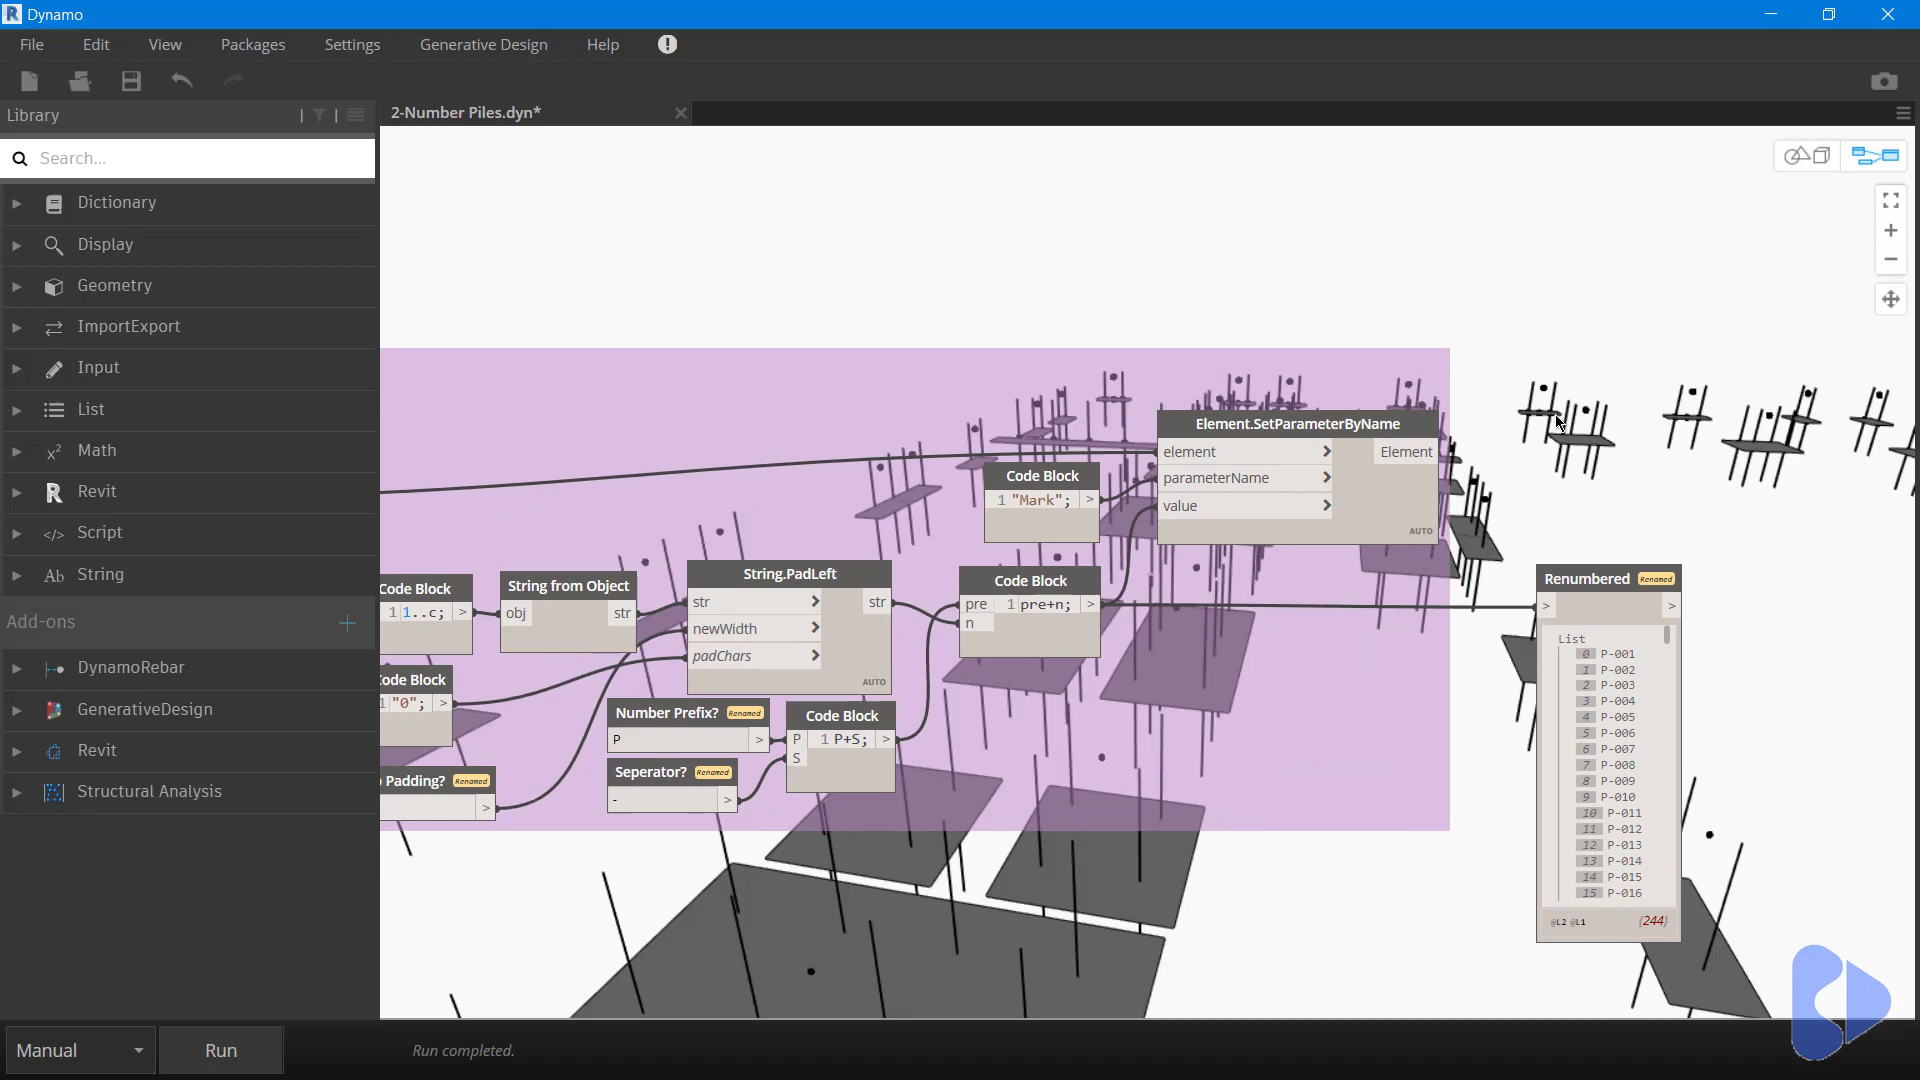 R Dynamo
File Edit View Packages Settings Generative Design Help !
Library
2-Number Piles.dyn*
Search...
Dictionary
Display
Geometry
ImportExport
Input
List
Math
Revit
Script
String
Add-ons
DynamoRebar
GenerativeDesign
Revit
Structural Analysis
Element.SetParameterByName
element > Element
parameterName >
value >
AUTO
Code Block
1 "Mark"; >
Code Block
1 1..c; >
String from Object
obj str
String.PadLeft
str > str
newWidth >
padChars >
AUTO
Code Block
pre 1 pre+n; >
n
Code Block
1 "0"; >
Number Prefix? Renamed
P >
Code Block
P 1 P+S; >
S
Seperator? Renamed
- >
Padding? Renamed
>
Renumbered Renamed
> >
List
0 P-001
1 P-002
2 P-003
3 P-004
4 P-005
5 P-006
6 P-007
7 P-008
8 P-009
9 P-010
10 P-011
11 P-012
12 P-013
13 P-014
14 P-015
15 P-016
@L2 @L1 {244}
Manual Run Run completed.